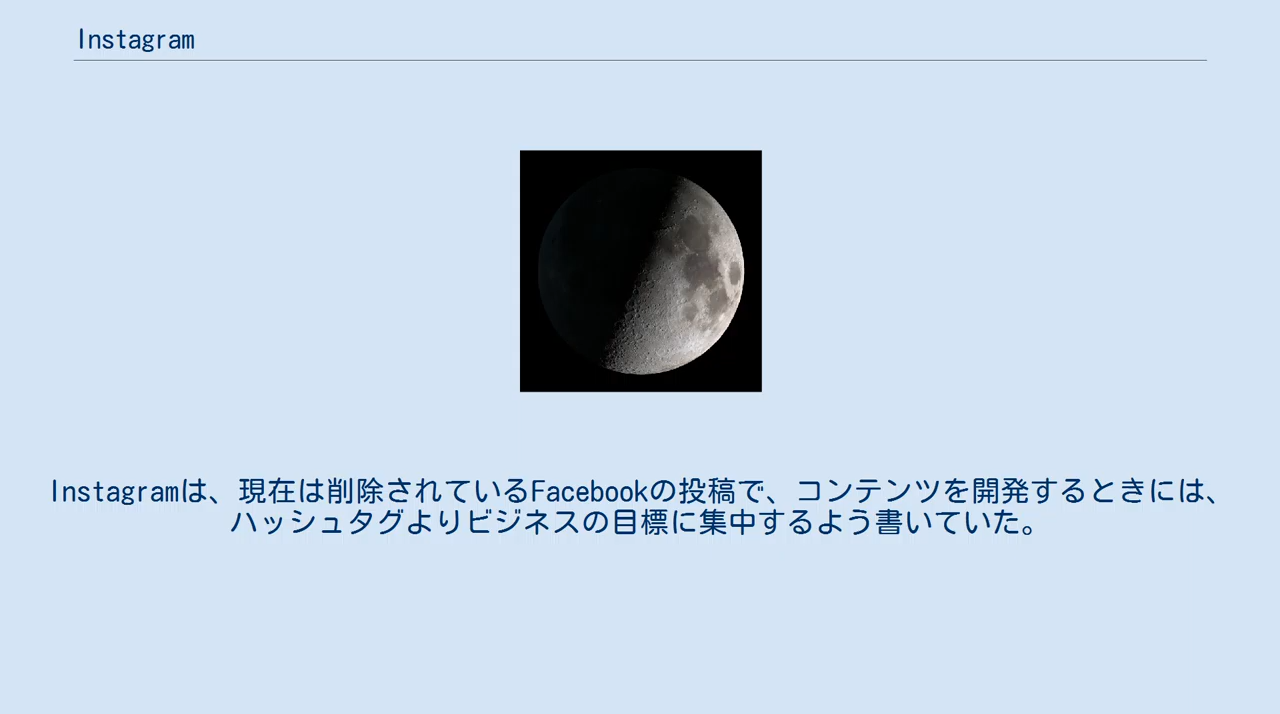 Instagram
Instagramは、現在は削除されているFacebookの投稿で、コンテンツを開発するときには、
ハッシュタグよりビジネスの目標に集中するよう書いていた。